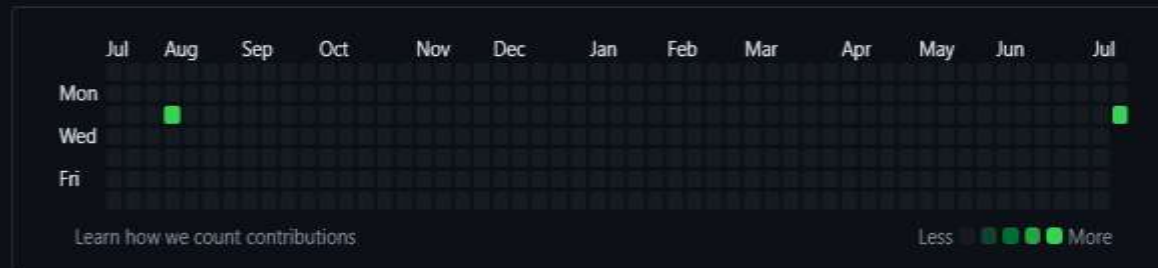 Jul Aug Sep Oct Nov Dec Jan Feb Mar Apr May Jun Jul
Mon
Wed
Fri
Learn how we count contributions
Less More